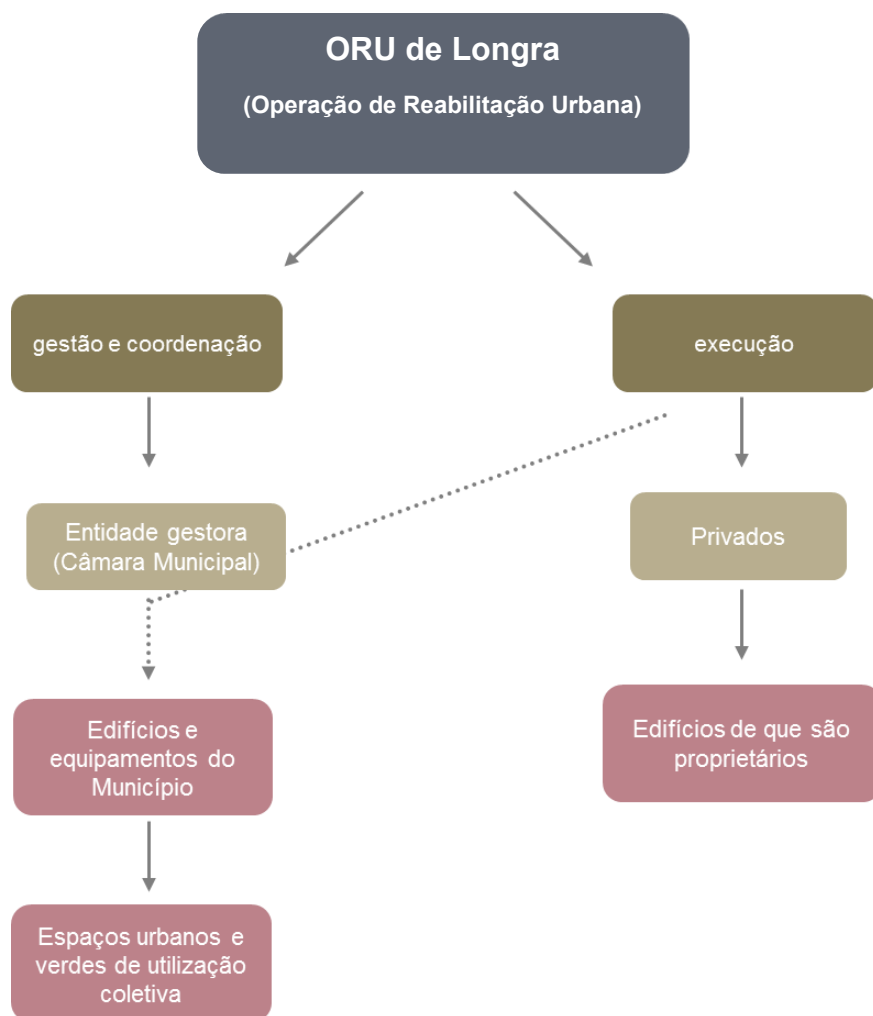 ORU de Longra
(Operação de Reabilitação Urbana)
gestão e coordenação
execução
Entidade gestora
(Câmara Municipal)
Privados
Edifícios e
equipamentos do
Município
Edifícios de que são
proprietários
Espaços urbanos e
verdes de utilização
coletiva